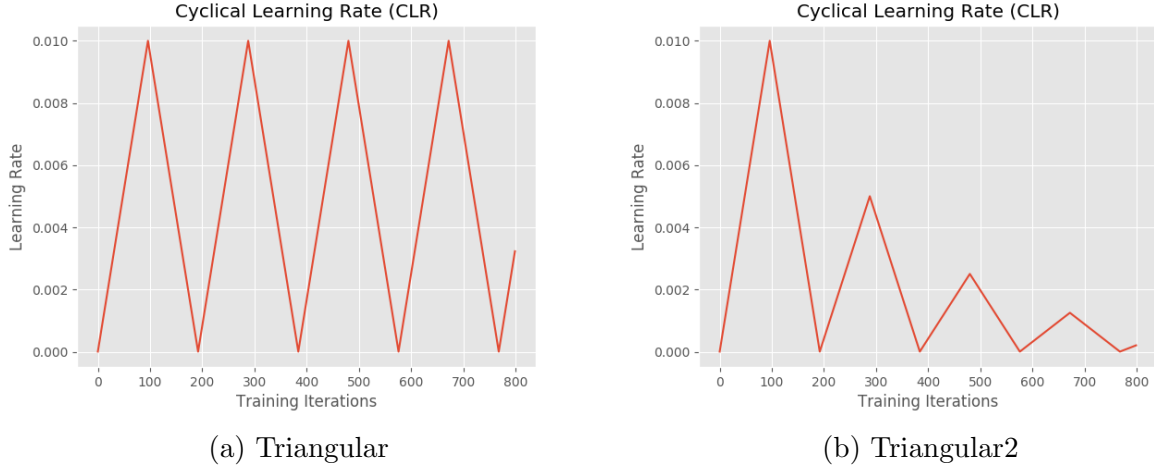 Cyclical Learning Rate (CLR)
0.010
0.008
0.006
0.004
0.002
0.000
Learning Rate
0 100 200 300 400 500 600 700 800
Training Iterations
(a) Triangular
Cyclical Learning Rate (CLR)
0.010
0.008
0.006
0.004
0.002
0.000
Learning Rate
0 100 200 300 400 500 600 700 800
Training Iterations
(b) Triangular2